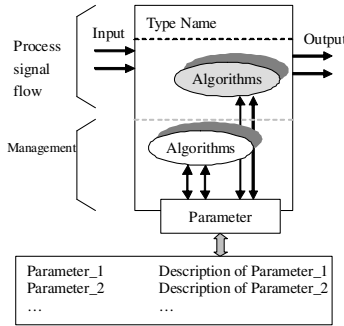 Process
signal
flow
Input
Type Name
Output
Algorithms
Management
Algorithms
Parameter
Parameter_1 Description of Parameter_1
Parameter_2 Description of Parameter_2
… …